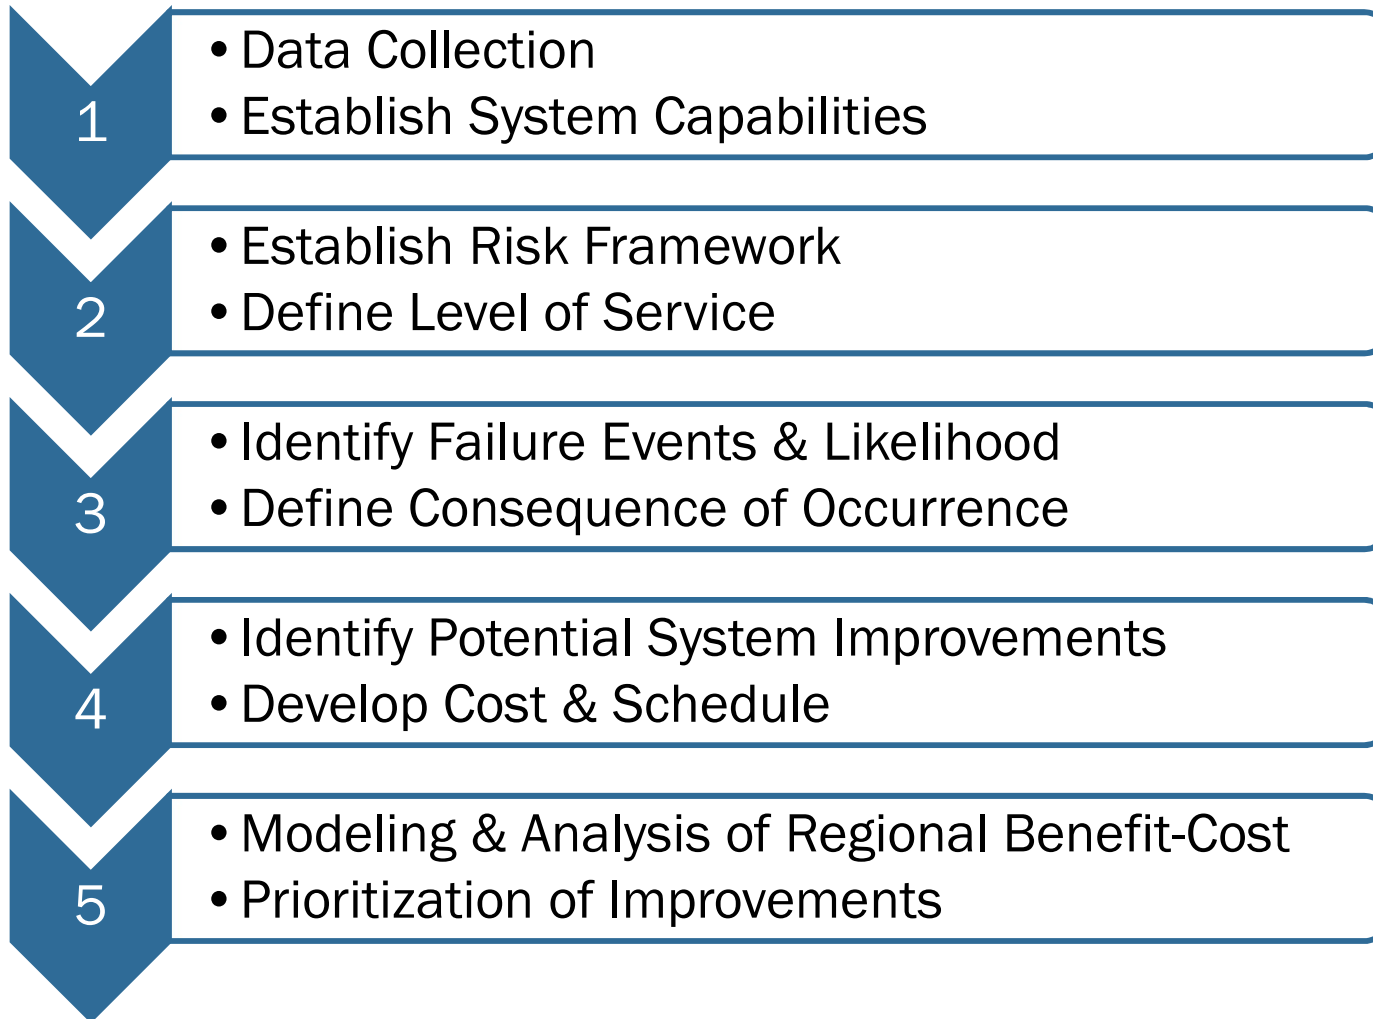 1
• Data Collection
• Establish System Capabilities
2
• Establish Risk Framework
• Define Level of Service
3
• Identify Failure Events & Likelihood
• Define Consequence of Occurrence
4
• Identify Potential System Improvements
• Develop Cost & Schedule
5
• Modeling & Analysis of Regional Benefit-Cost
• Prioritization of Improvements